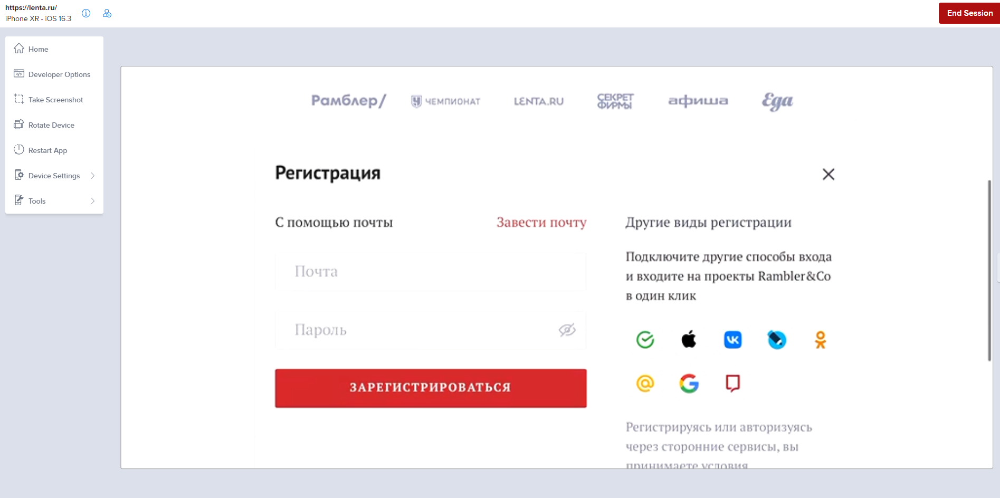 https://lenta.ru/
iPhone XR - iOS 16.3
End Session
Home
Developer Options
Take Screenshot
Rotate Device
Restart App
Device Settings
Tools
Рамблер/
ЧЕМПИОНАТ
LENTA.RU
СЕКРЕТ
ФИРМЫ
афиша
Еда
Регистрация
С помощью почты
Завести почту
Почта
Пароль
ЗАРЕГИСТРИРОВАТЬСЯ
Другие виды регистрации
Подключите другие способы входа
и входите на проекты Rambler&Co
в один клик
Регистрируясь или авторизуясь
через сторонние сервисы, вы
принимаете условия